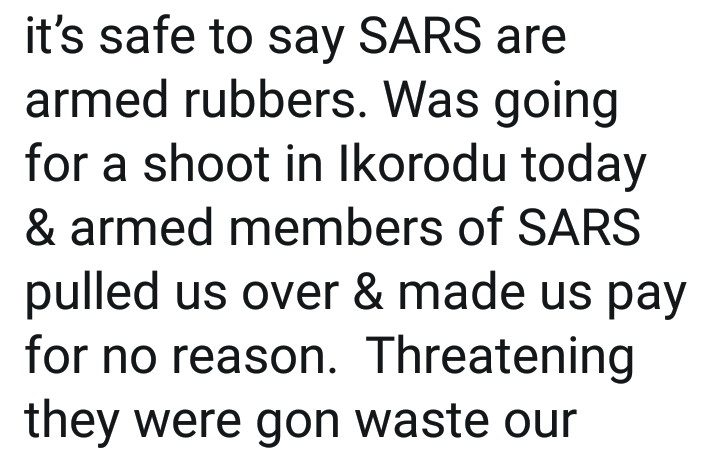 it’s safe to say SARS are
armed rubbers. Was going
for a shoot in Ikorodu today
& armed members of SARS
pulled us over & made us pay
for no reason.  Threatening
they were gon waste our